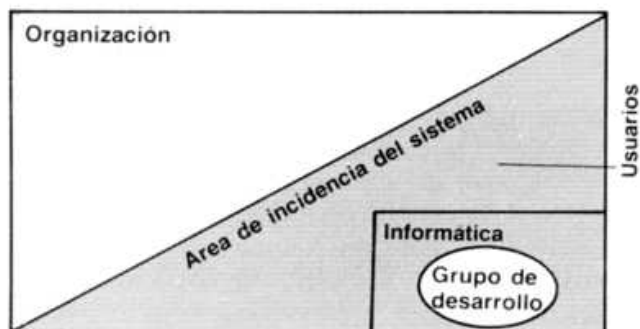 Organización
Area de incidencia del sistema
Usuarios
Informática
Grupo de
desarrollo